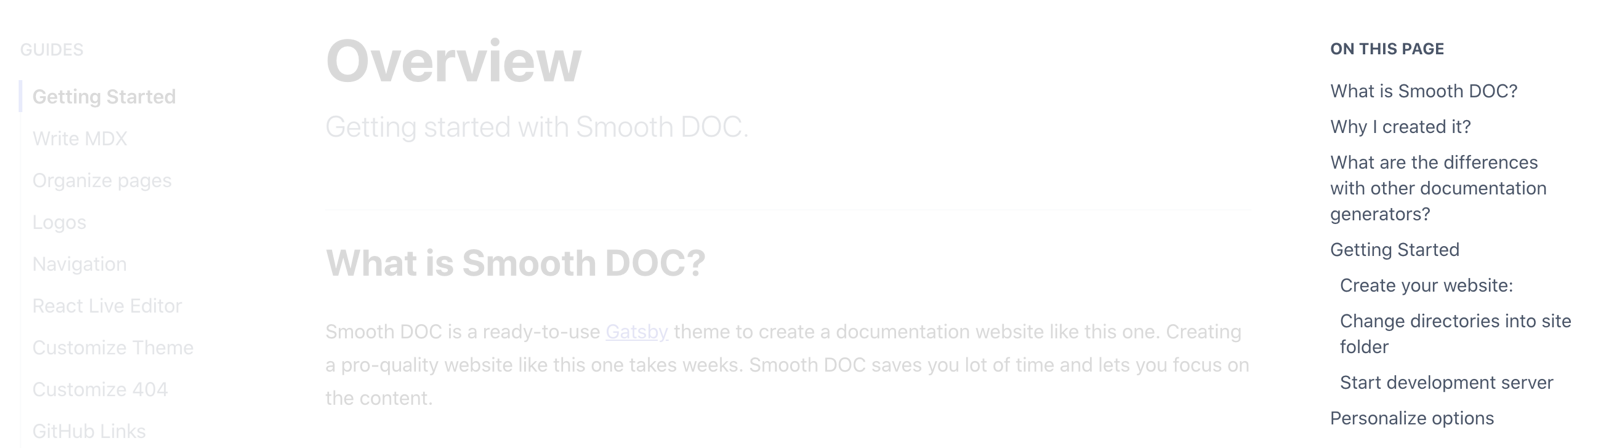 GUIDES
Getting Started
Write MDX
Organize pages
Logos
Navigation
React Live Editor
Customize Theme
Customize 404
GitHub Links
Overview
Getting started with Smooth DOC.
What is Smooth DOC?
Smooth DOC is a ready-to-use Gatsby theme to create a documentation website like this one. Creating
a pro-quality website like this one takes weeks. Smooth DOC saves you lot of time and lets you focus on
the content.
ON THIS PAGE
What is Smooth DOC?
Why I created it?
What are the differences
with other documentation
generators?
Getting Started
Create your website:
Change directories into site
folder
Start development server
Personalize options